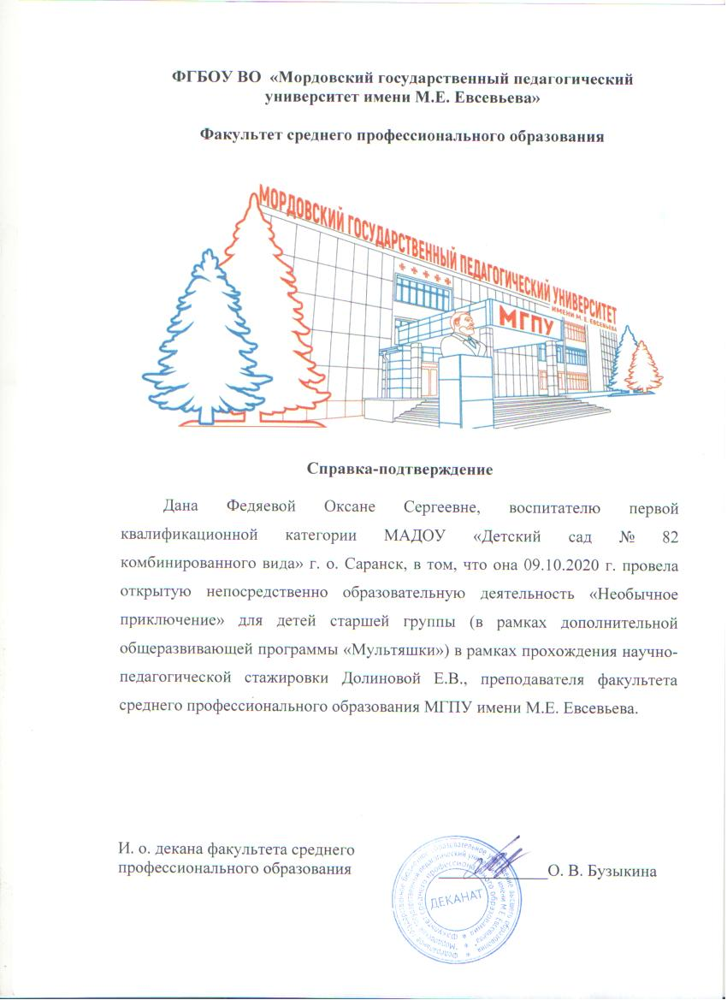 ФГБОУ ВО «Мордовский государственный педагогический
университет имени М.Е. Евсевьева»
Факультет среднего профессионального образования
МОРДОВСКИЙ ГОСУДАРСТВЕННЫЙ ПЕДАГОГИЧЕСКИЙ УНИВЕРСИТЕТ
ИМЕНИ М. Е. ЕВСЕВЬЕВА
МГПУ
Справка-подтверждение
Дана Федяевой Оксане Сергеевне, воспитателю первой
квалификационной категории МАДОУ «Детский сад № 82
комбинированного вида» г. о. Саранск, в том, что она 09.10.2020 г. провела
открытую непосредственно образовательную деятельность «Необычное
приключение» для детей старшей группы (в рамках дополнительной
общеразвивающей программы «Мультяшки») в рамках прохождения научно-
педагогической стажировки Долиновой Е.В., преподавателя факультета
среднего профессионального образования МГПУ имени М.Е. Евсевьева.
И. о. декана факультета среднего
профессионального образования
О. В. Бузыкина
ДЕКАНАТ